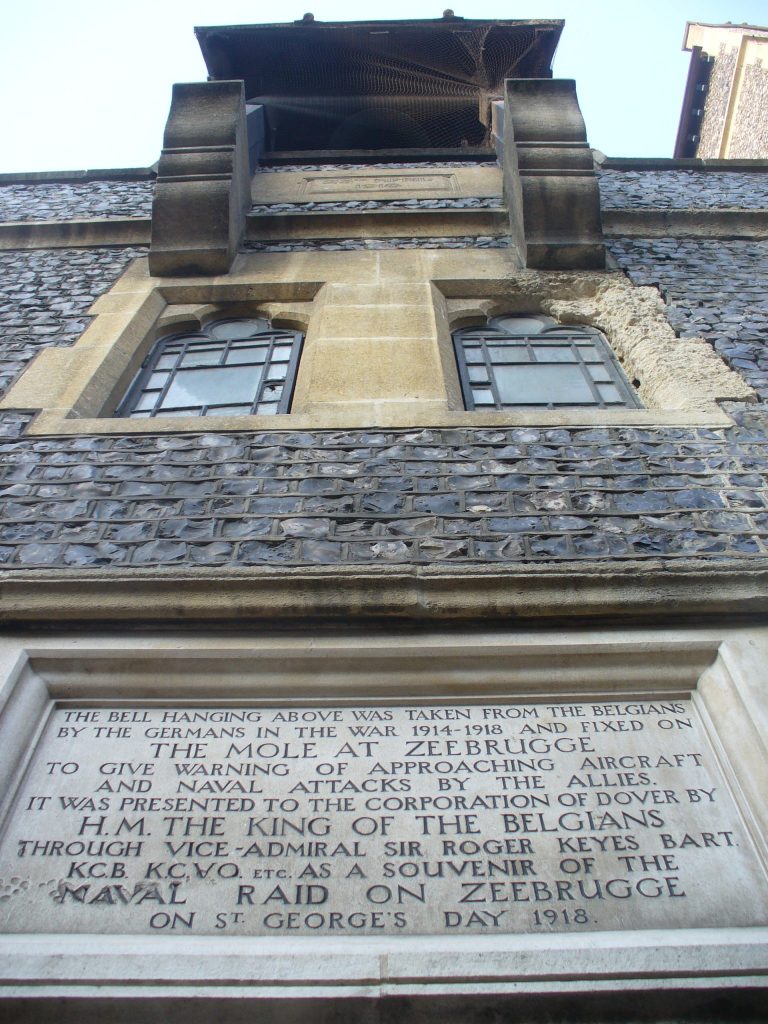 THE BELL HANGING ABOVE WAS TAKEN FROM THE BELGIANS
BY THE GERMANS IN THE WAR 1914-1918 AND FIXED ON
THE MOLE AT ZEEBRUGGE
TO GIVE WARNING OF APPROACHING AIRCRAFT
AND NAVAL ATTACKS BY THE ALLIES.
IT WAS PRESENTED TO THE CORPORATION OF DOVER BY
H.M. THE KING OF THE BELGIANS
THROUGH VICE-ADMIRAL SIR ROGER KEYES BART.
K.C.B. K.C.V.O. ETC. AS A SOUVENIR OF THE
NAVAL RAID ON ZEEBRUGGE
ON ST. GEORGE'S DAY 1918.